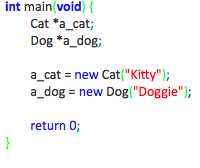 int main(void) {
Cat *a_cat;
Dog *a_dog;
a_cat = new Cat("Kitty");
a_dog = new Dog("Doggie");
return 0;
}